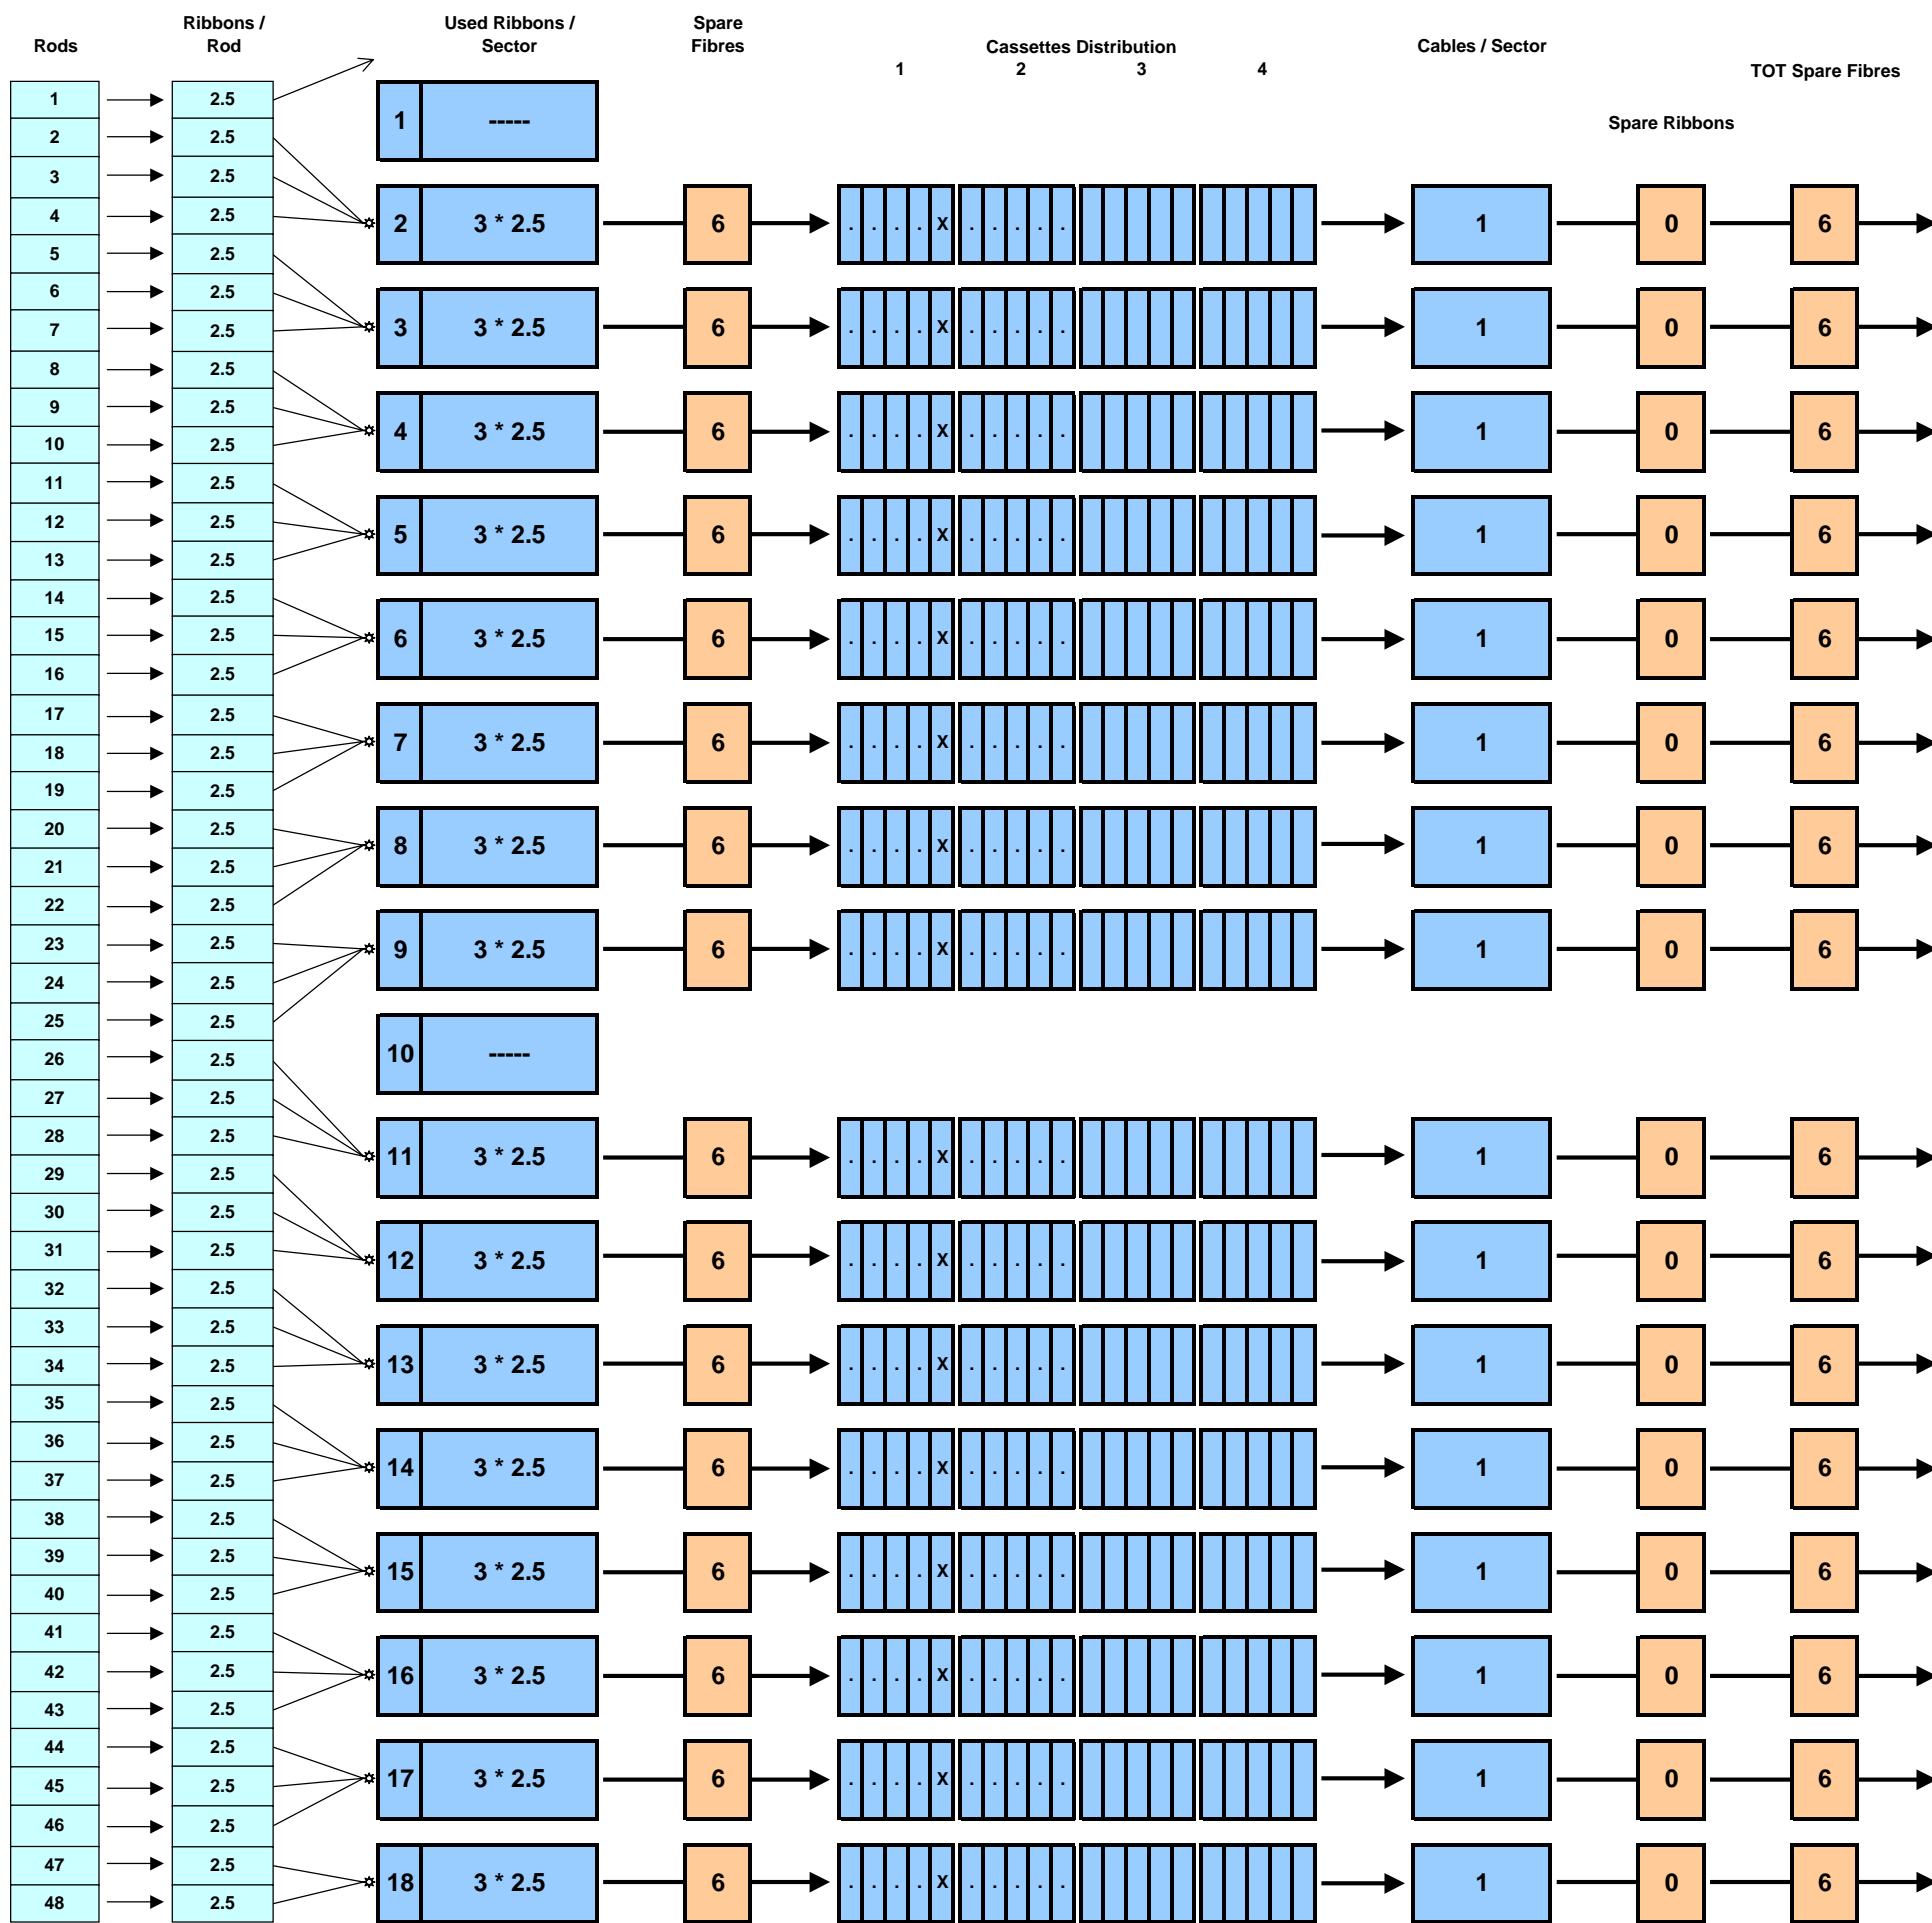 Rods
Ribbons /
Rod
Used Ribbons /
Sector
Spare
Fibres
Cassettes Distribution
1 2 3 4
Cables / Sector
Spare Ribbons
TOT Spare Fibres
1 2.5
2 2.5
3 2.5
4 2.5
5 2.5
6 2.5
7 2.5
8 2.5
9 2.5
10 2.5
11 2.5
12 2.5
13 2.5
14 2.5
15 2.5
16 2.5
17 2.5
18 2.5
19 2.5
20 2.5
21 2.5
22 2.5
23 2.5
24 2.5
25 2.5
26 2.5
27 2.5
28 2.5
29 2.5
30 2.5
31 2.5
32 2.5
33 2.5
34 2.5
35 2.5
36 2.5
37 2.5
38 2.5
39 2.5
40 2.5
41 2.5
42 2.5
43 2.5
44 2.5
45 2.5
46 2.5
47 2.5
48 2.5
1 -----
2 3 * 2.5 6 . . . . X . . . . . 1 0 6
3 3 * 2.5 6 . . . . X . . . . . 1 0 6
4 3 * 2.5 6 . . . . X . . . . . 1 0 6
5 3 * 2.5 6 . . . . X . . . . . 1 0 6
6 3 * 2.5 6 . . . . X . . . . . 1 0 6
7 3 * 2.5 6 . . . . X . . . . . 1 0 6
8 3 * 2.5 6 . . . . X . . . . . 1 0 6
9 3 * 2.5 6 . . . . X . . . . . 1 0 6
10 -----
11 3 * 2.5 6 . . . . X . . . . . 1 0 6
12 3 * 2.5 6 . . . . X . . . . . 1 0 6
13 3 * 2.5 6 . . . . X . . . . . 1 0 6
14 3 * 2.5 6 . . . . X . . . . . 1 0 6
15 3 * 2.5 6 . . . . X . . . . . 1 0 6
16 3 * 2.5 6 . . . . X . . . . . 1 0 6
17 3 * 2.5 6 . . . . X . . . . . 1 0 6
18 3 * 2.5 6 . . . . X . . . . . 1 0 6